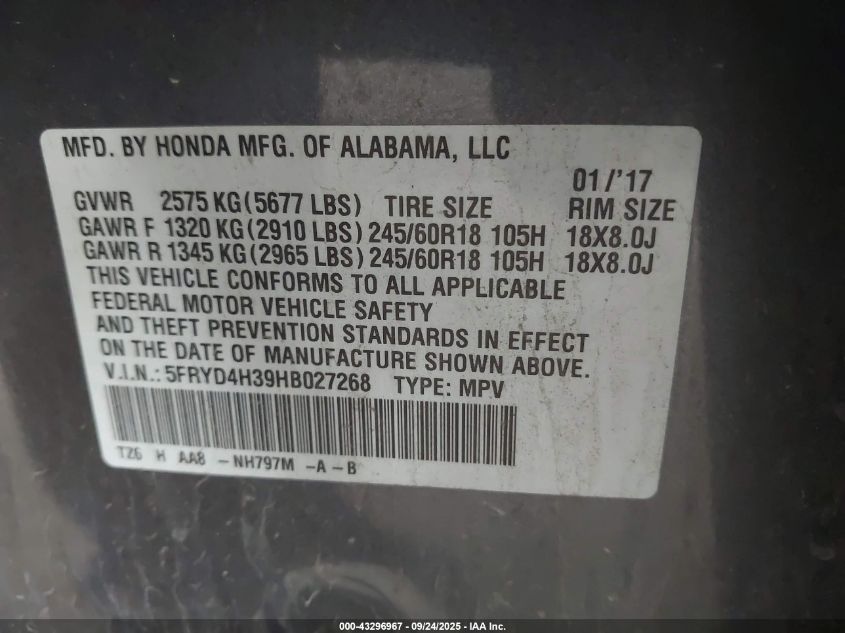 MFD. BY HONDA MFG. OF ALABAMA, LLC
01/'17
GVWR 2575 KG (5677 LBS) TIRE SIZE RIM SIZE
GAWR F 1320 KG (2910 LBS) 245/60R18 105H 18X8.0J
GAWR R 1345 KG (2965 LBS) 245/60R18 105H 18X8.0J
THIS VEHICLE CONFORMS TO ALL APPLICABLE
FEDERAL MOTOR VEHICLE SAFETY
AND THEFT PREVENTION STANDARDS IN EFFECT
ON THE DATE OF MANUFACTURE SHOWN ABOVE.
V.I.N.: 5FRYD4H39HB027268 TYPE: MPV
TZ6 H AA8 - NH797M - A - B
000-43296967 - 09/24/2025 - IAA Inc.